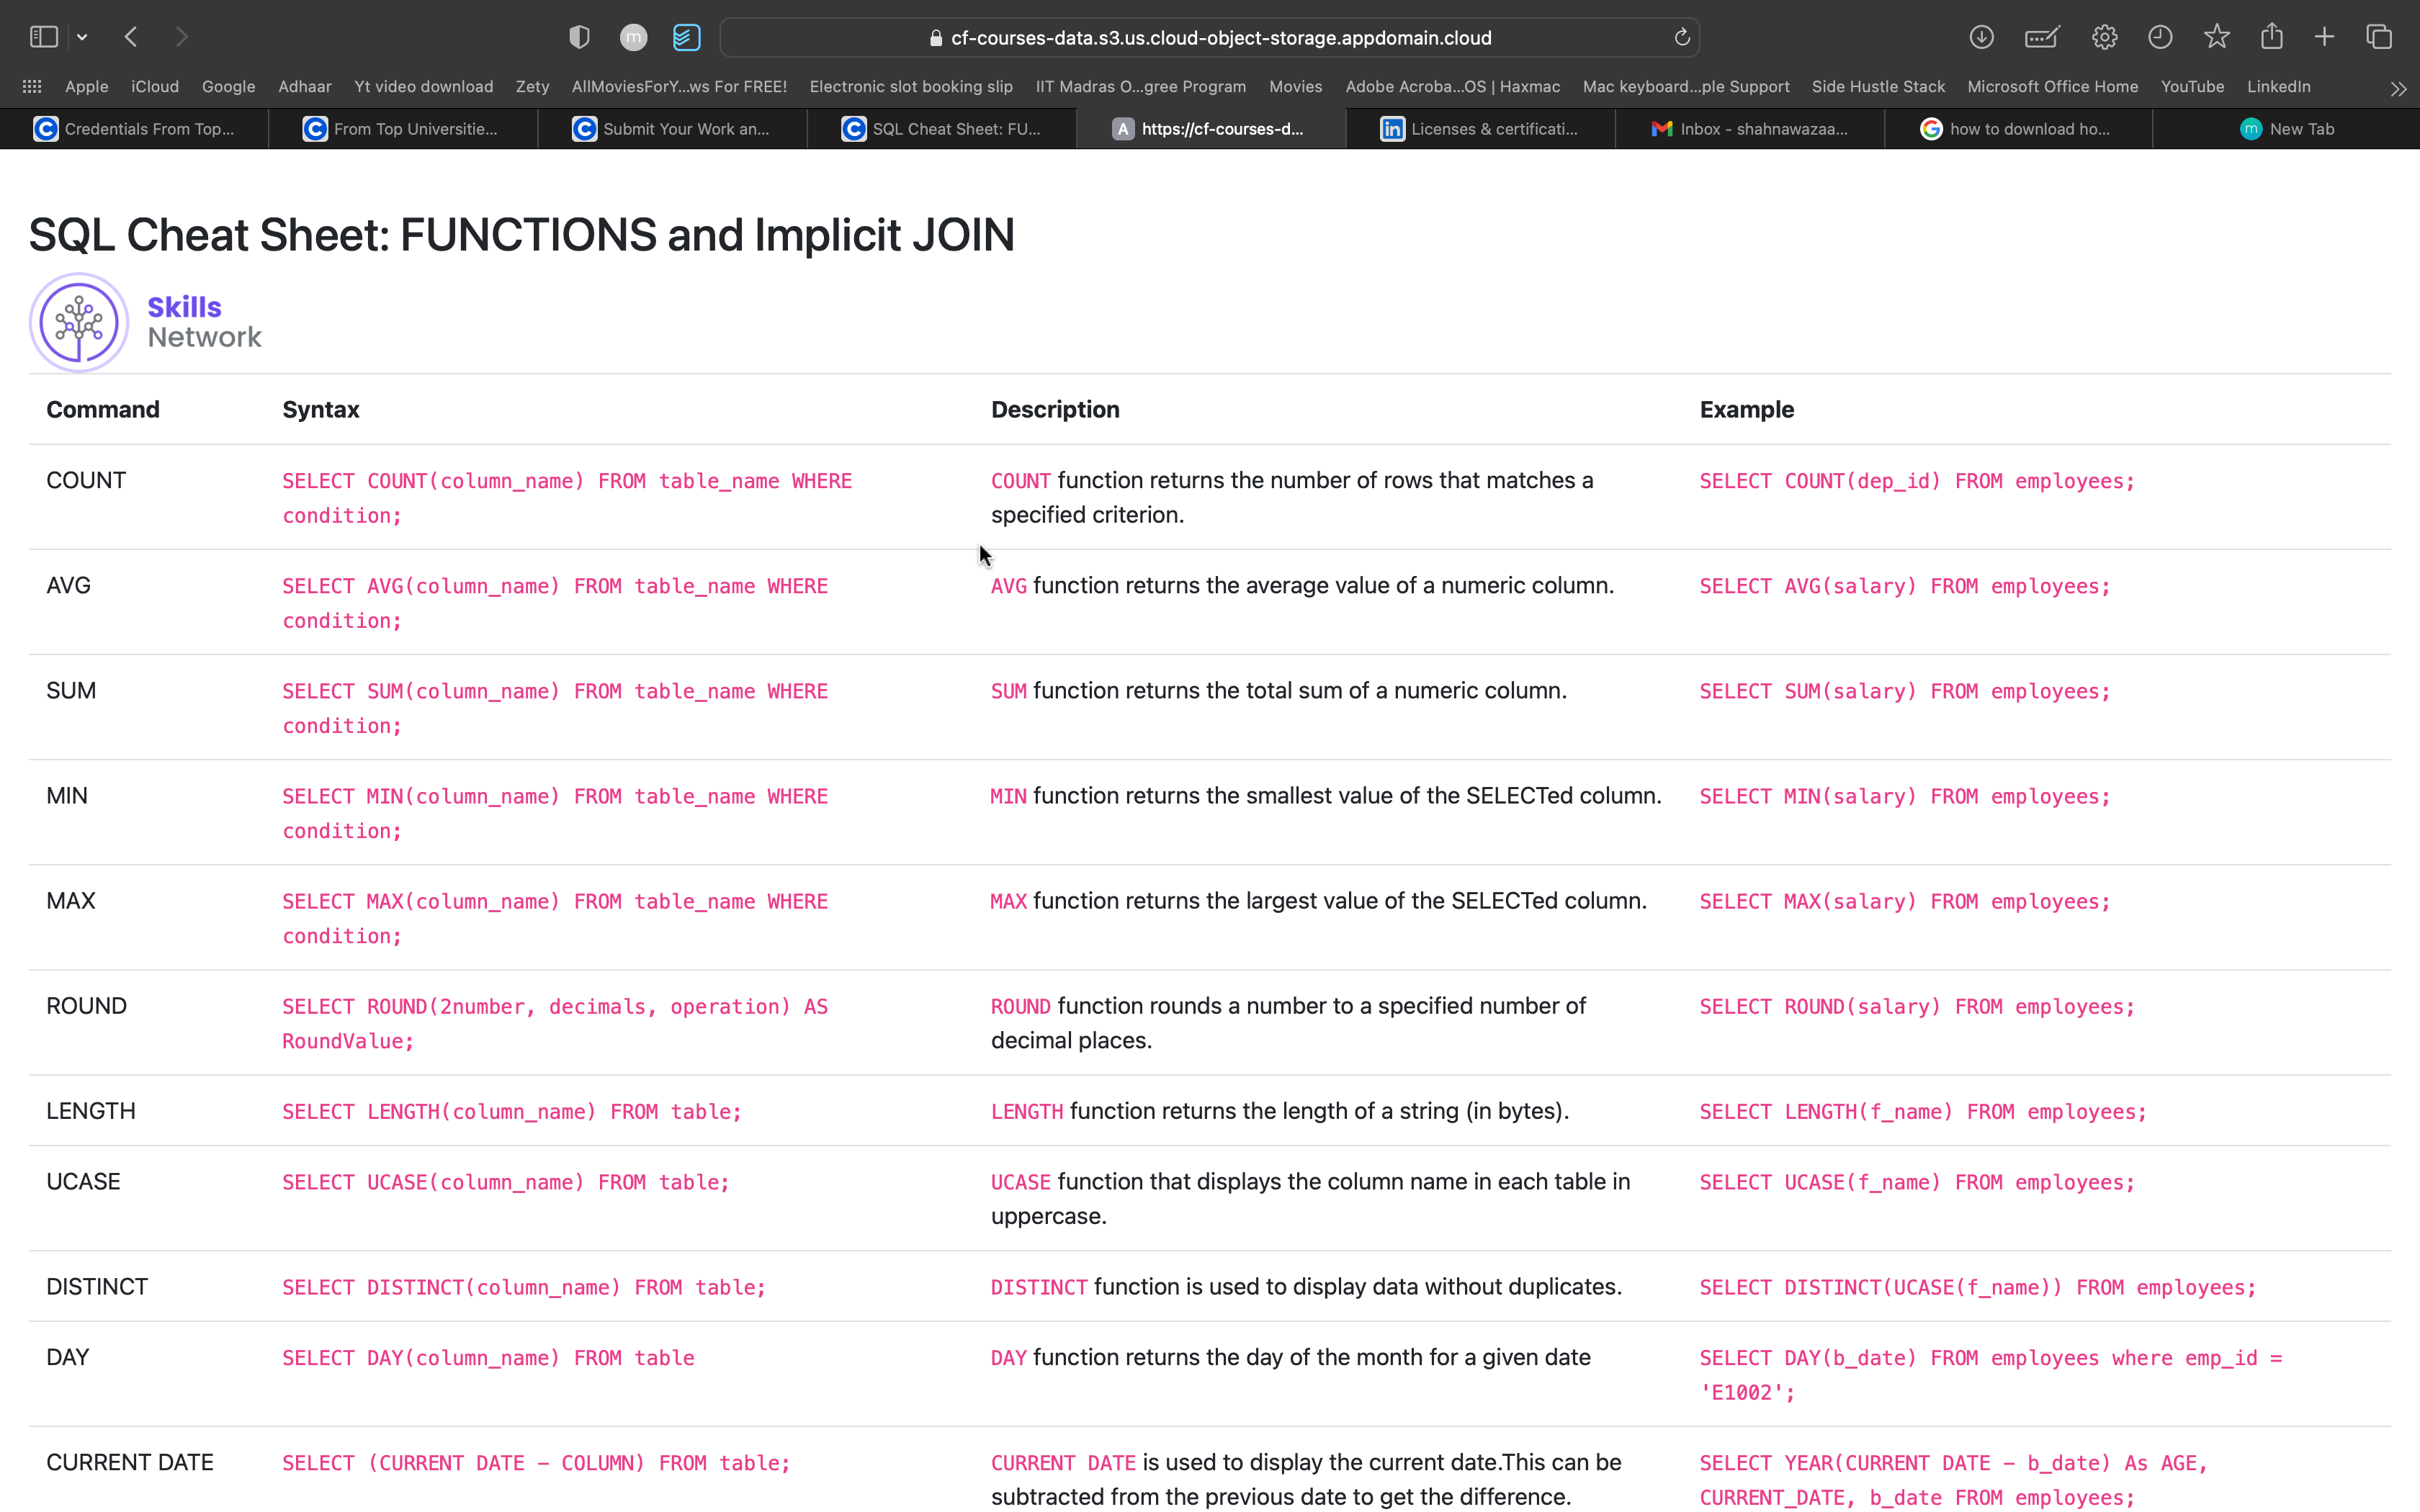 cf-courses-data.s3.us.cloud-object-storage.appdomain.cloud
Apple iCloud Google Adhaar Yt video download Zety AllMoviesForY...ws For FREE! Electronic slot booking slip IIT Madras O...gree Program Movies Adobe Acroba...OS | Haxmac Mac keyboard...ple Support Side Hustle Stack Microsoft Office Home YouTube LinkedIn
Credentials From Top... From Top Universitie... Submit Your Work an... SQL Cheat Sheet: FU... https://cf-courses-d... Licenses & certificati... Inbox - shahnawazaa... how to download ho... New Tab
SQL Cheat Sheet: FUNCTIONS and Implicit JOIN
Skills
Network
Command Syntax Description Example
COUNT SELECT COUNT(column_name) FROM table_name WHERE COUNT function returns the number of rows that matches a SELECT COUNT(dep_id) FROM employees;
condition; specified criterion.
AVG SELECT AVG(column_name) FROM table_name WHERE AVG function returns the average value of a numeric column. SELECT AVG(salary) FROM employees;
condition;
SUM SELECT SUM(column_name) FROM table_name WHERE SUM function returns the total sum of a numeric column. SELECT SUM(salary) FROM employees;
condition;
MIN SELECT MIN(column_name) FROM table_name WHERE MIN function returns the smallest value of the SELECTed column. SELECT MIN(salary) FROM employees;
condition;
MAX SELECT MAX(column_name) FROM table_name WHERE MAX function returns the largest value of the SELECTed column. SELECT MAX(salary) FROM employees;
condition;
ROUND SELECT ROUND(2number, decimals, operation) AS ROUND function rounds a number to a specified number of SELECT ROUND(salary) FROM employees;
RoundValue; decimal places.
LENGTH SELECT LENGTH(column_name) FROM table; LENGTH function returns the length of a string (in bytes). SELECT LENGTH(f_name) FROM employees;
UCASE SELECT UCASE(column_name) FROM table; UCASE function that displays the column name in each table in SELECT UCASE(f_name) FROM employees;
uppercase.
DISTINCT SELECT DISTINCT(column_name) FROM table; DISTINCT function is used to display data without duplicates. SELECT DISTINCT(UCASE(f_name)) FROM employees;
DAY SELECT DAY(column_name) FROM table DAY function returns the day of the month for a given date SELECT DAY(b_date) FROM employees where emp_id =
'E1002';
CURRENT DATE SELECT (CURRENT DATE - COLUMN) FROM table; CURRENT DATE is used to display the current date.This can be SELECT YEAR(CURRENT DATE - b_date) As AGE,
subtracted from the previous date to get the difference. CURRENT_DATE, b_date FROM employees;